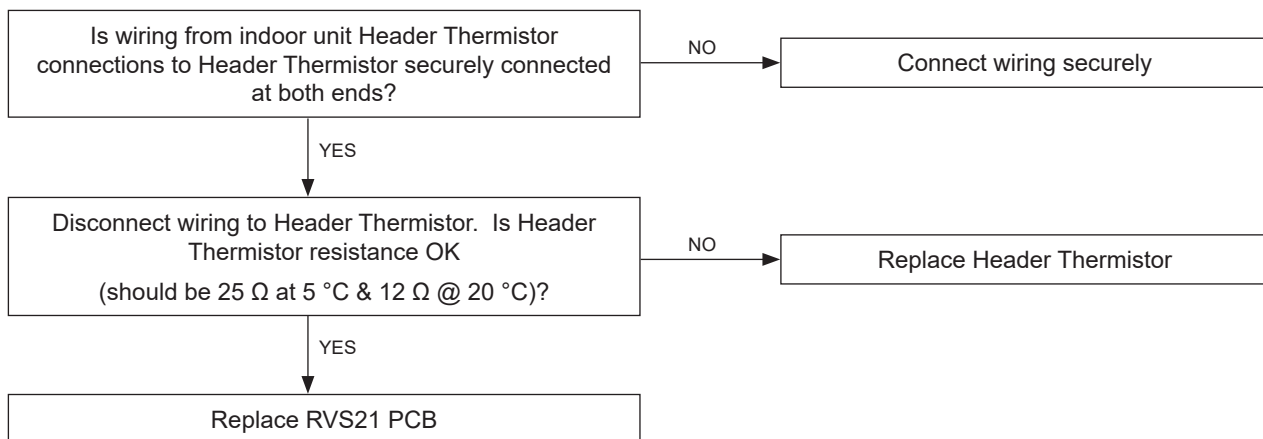 Is wiring from indoor unit Header Thermistor
connections to Header Thermistor securely connected
at both ends?
NO
Connect wiring securely
YES
Disconnect wiring to Header Thermistor.  Is Header
Thermistor resistance OK
(should be 25 Ω at 5 °C & 12 Ω @ 20 °C)?
NO
Replace Header Thermistor
YES
Replace RVS21 PCB